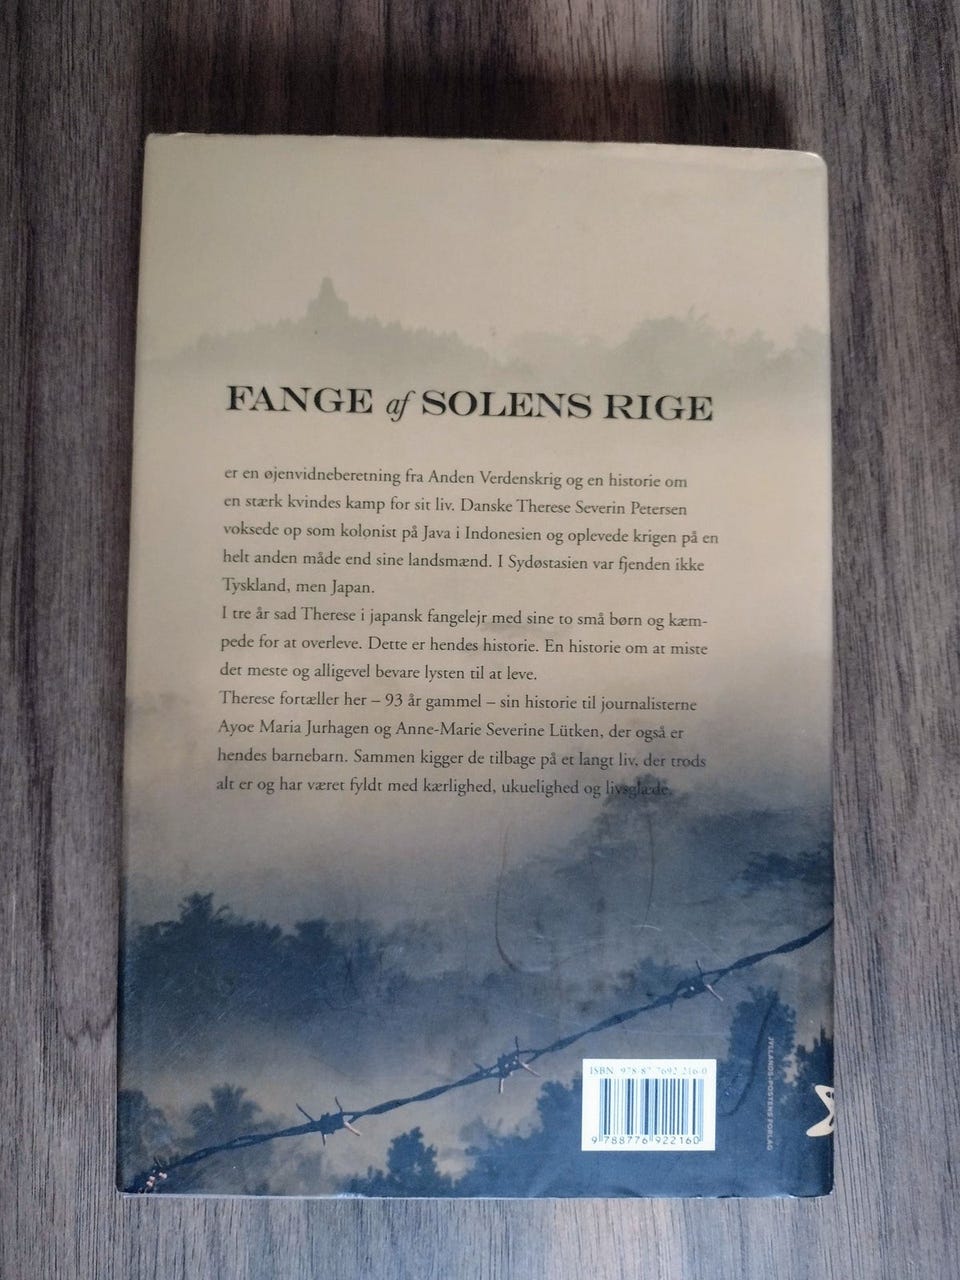 FANGE af SOLENS RIGE
er en øjenvidneberetning fra Anden Verdenskrig og en historie om
en stærk kvindes kamp for sit liv. Danske Therese Severin Petersen
voksede op som kolonist på Java i Indonesien og oplevede krigen på en
helt anden måde end sine landsmænd. I Sydøstasien var fjenden ikke
Tyskland, men Japan.
I tre år sad Therese i japansk fangelejr med sine to små børn og kæm-
pede for at overleve. Dette er hendes historie. En historie om at miste
det meste og alligevel bevare lysten til at leve.
Therese fortæller her – 93 år gammel – sin historie til journalisterne
Ayoe Maria Jurhagen og Anne-Marie Severine Lütken, der også er
hendes barnebarn. Sammen kigger de tilbage på et langt liv, der trods
alt er og har været fyldt med kærlighed, ukuelighed og livsglæde.
ISBN 978-87-7692-216-0
9 788776 922160
JYLLANDS-POSTENS FORLAG